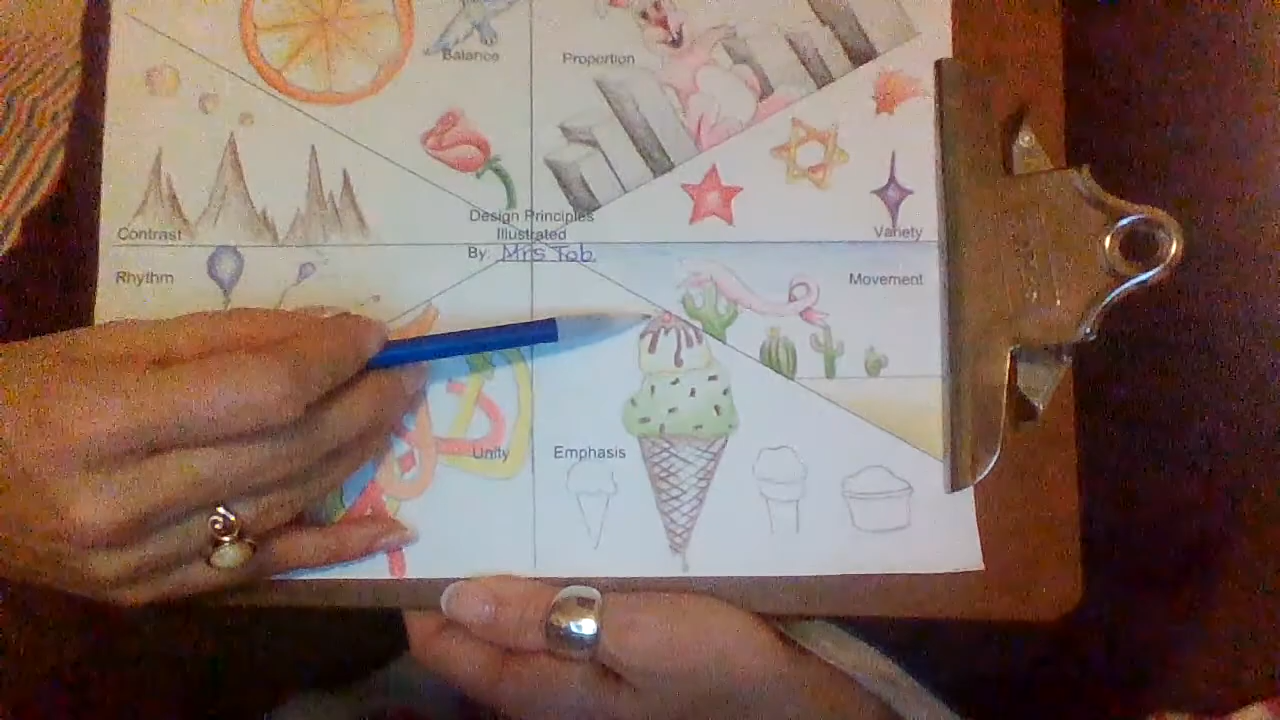 Balance
Proportion
Contrast
Design Principles
Illustrated
By: Mrs Tob
Variety
Rhythm
Movement
Unity
Emphasis